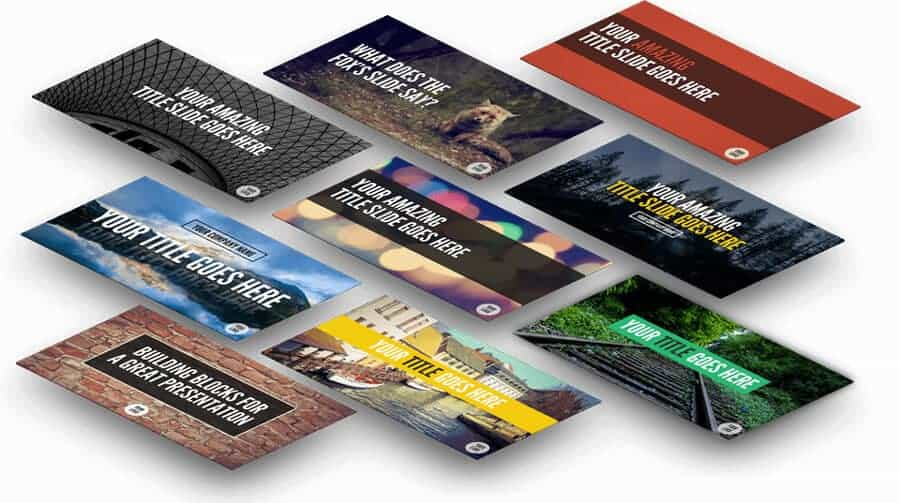 YOUR AMAZING
TITLE SLIDE GOES HERE
WHAT DOES THE
FOX'S SLIDE SAY?
YOUR AMAZING
TITLE SLIDE GOES HERE
YOUR COMPANY NAME
YOUR TITLE GOES HERE
YOUR AMAZING
TITLE SLIDE GOES HERE
YOUR AMAZING
TITLE SLIDE GOES HERE
BUILDING BLOCKS FOR
A GREAT PRESENTATION
YOUR TITLE GOES HERE
YOUR TITLE GOES HERE